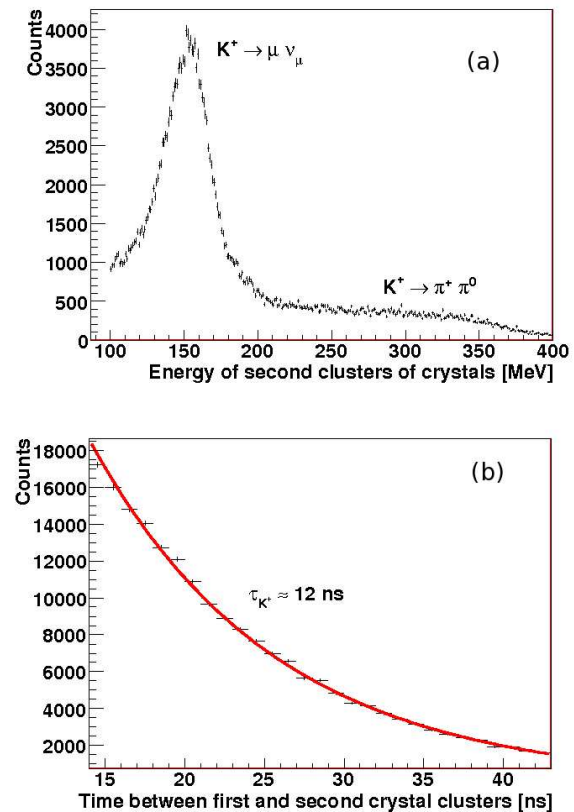 Counts
4000
3500
3000
2500
2000
1500
1000
500
0
K⁺ → μ ν_μ
(a)
K⁺ → π⁺ π⁰
100 150 200 250 300 350 400
Energy of second clusters of crystals [MeV]
Counts
18000
16000
14000
12000
10000
8000
6000
4000
2000
(b)
τ_K⁺ ≈ 12 ns
15 20 25 30 35 40
Time between first and second crystal clusters [ns]